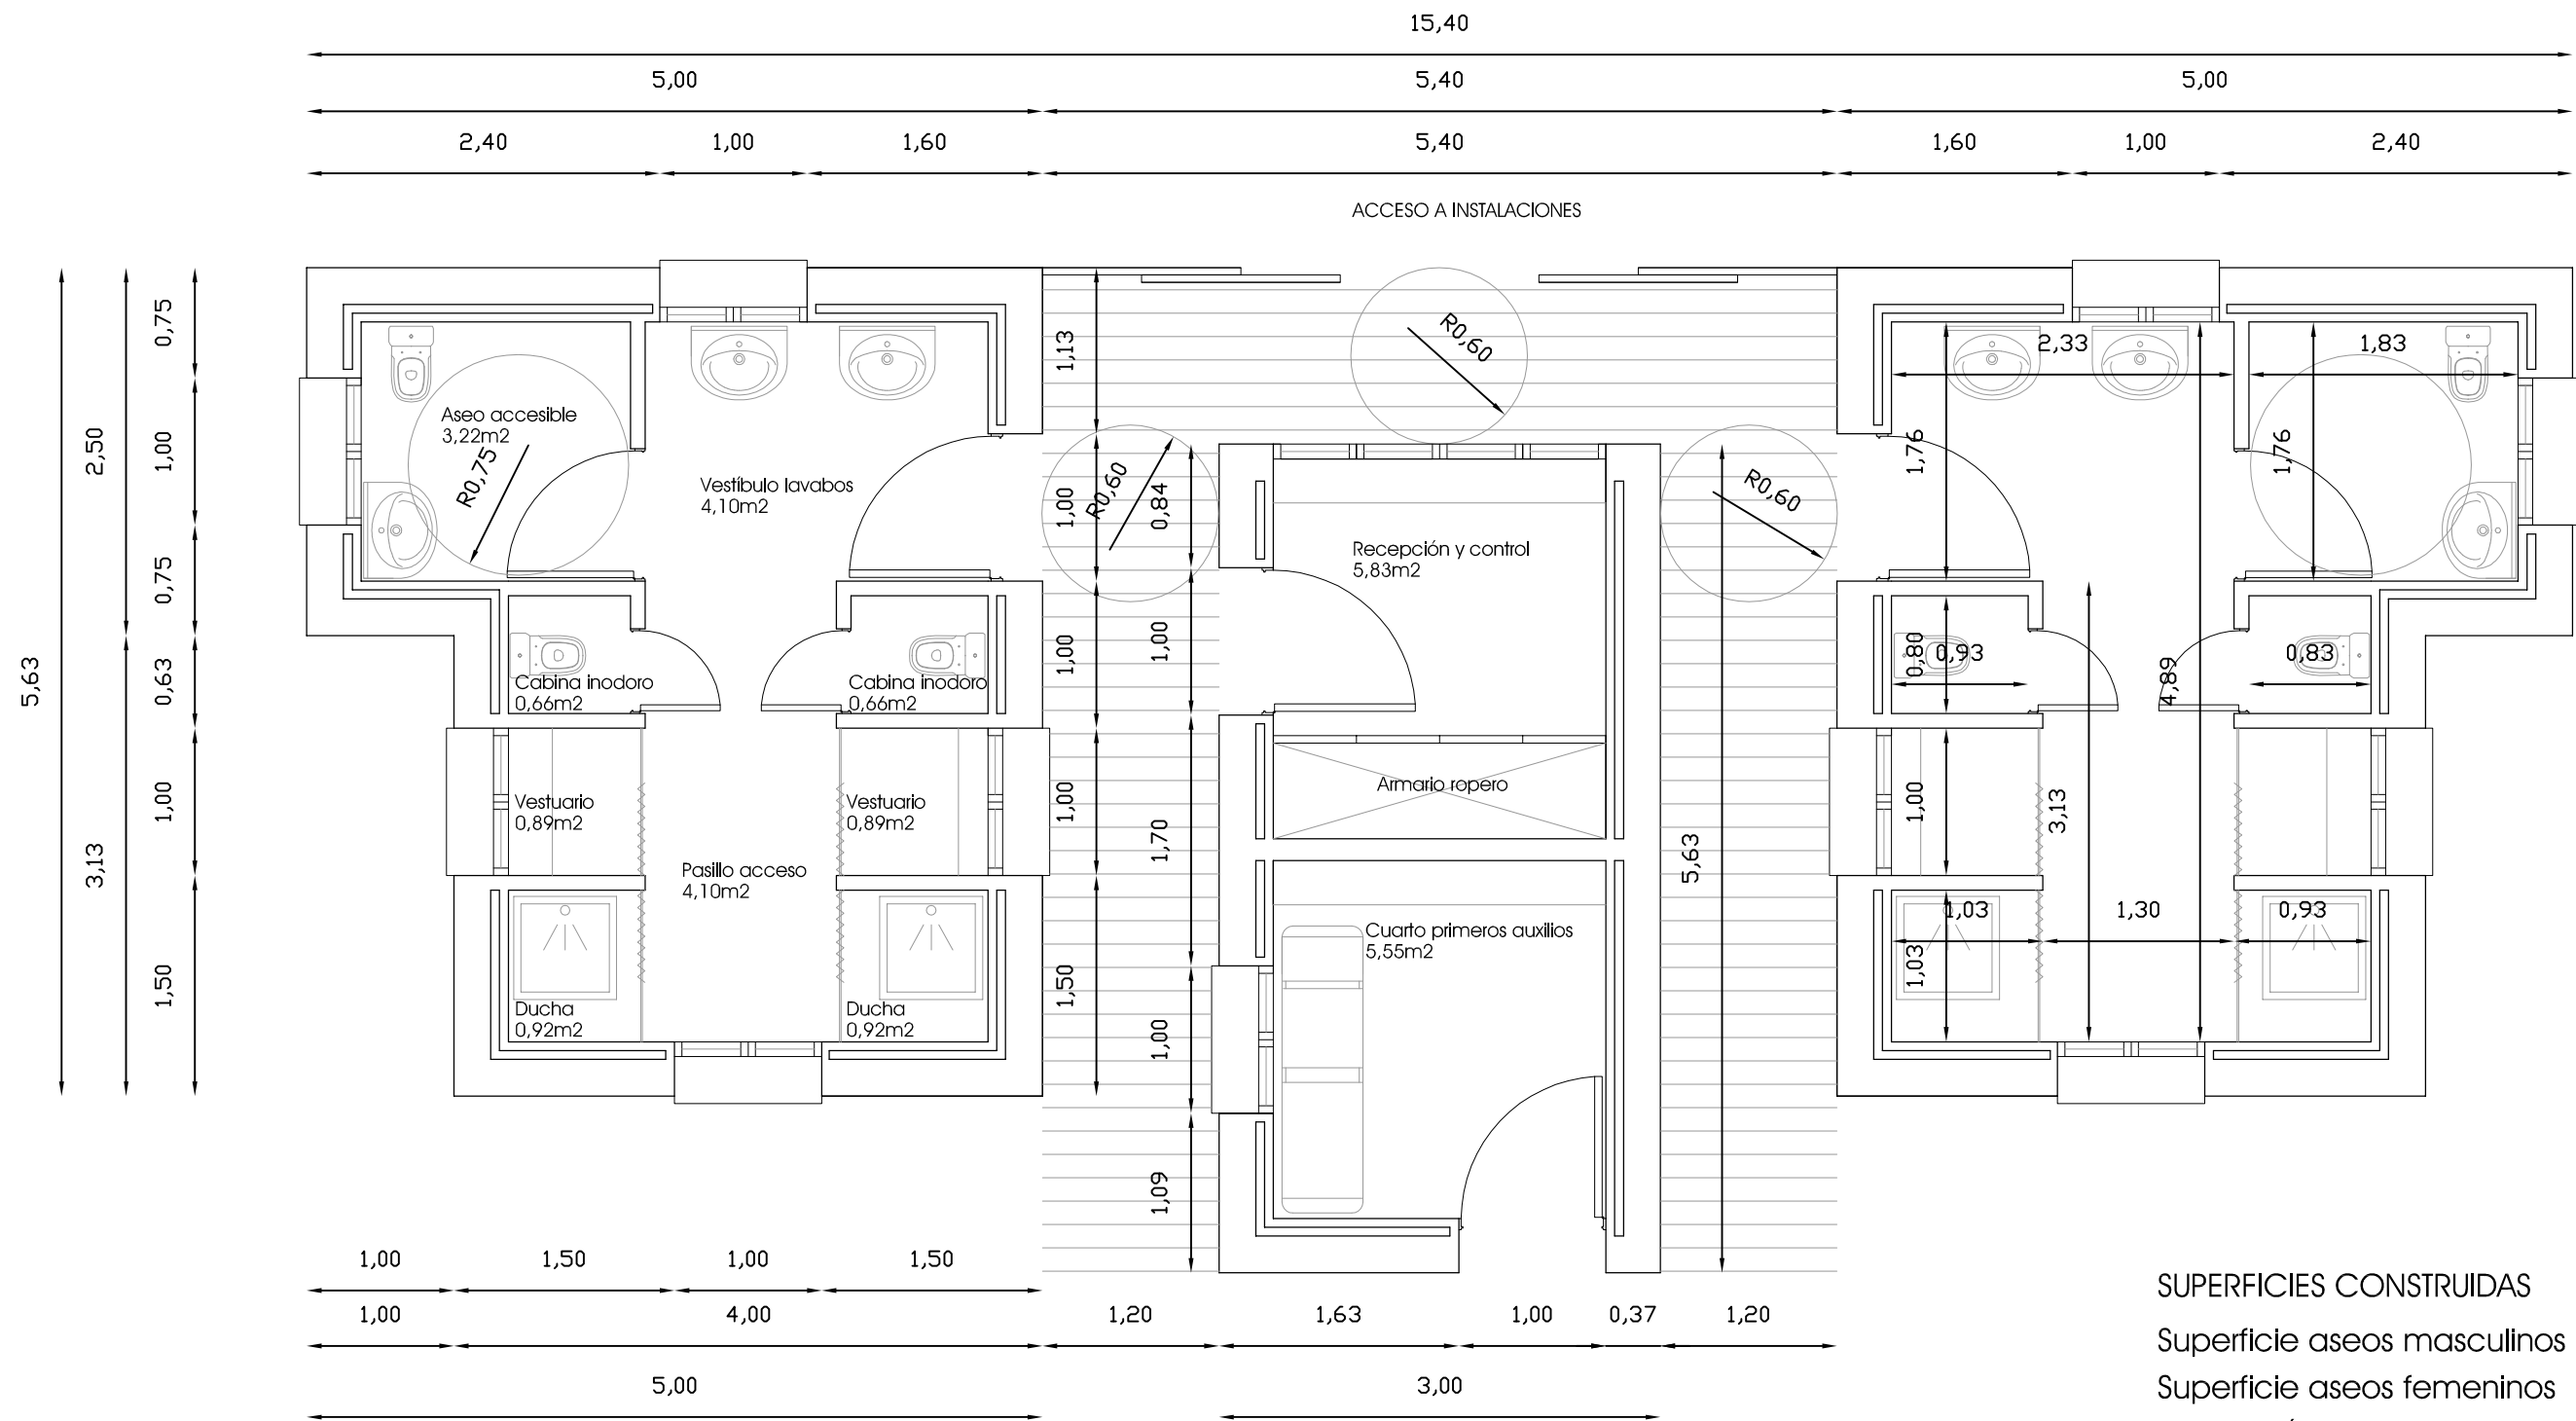 15,40
5,00
5,40
5,00
2,40
1,00
1,60
5,40
1,60
1,00
2,40
ACCESO A INSTALACIONES
5,63
2,50
3,13
0,75
1,00
0,75
0,63
1,00
1,50
Aseo accesible
3,22m2
R0,75
Vestíbulo lavabos
4,10m2
Cabina inodoro
0,66m2
Cabina inodoro
0,66m2
Vestuario
0,89m2
Vestuario
0,89m2
Pasillo acceso
4,10m2
Ducha
0,92m2
Ducha
0,92m2
1,13
1,00
1,00
1,00
1,50
R0,60
R0,60
R0,60
0,84
1,00
1,70
1,00
1,09
Recepción y control
5,83m2
Armario ropero
Cuarto primeros auxilios
5,55m2
5,63
2,33
1,83
1,76
1,76
0,80
0,93
4,89
0,83
1,00
3,13
1,03
1,30
0,93
1,03
1,00
1,50
1,00
1,50
1,00
4,00
1,20
1,63
1,00
0,37
1,20
5,00
3,00
SUPERFICIES CONSTRUIDAS
Superficie aseos masculinos
Superficie aseos femeninos